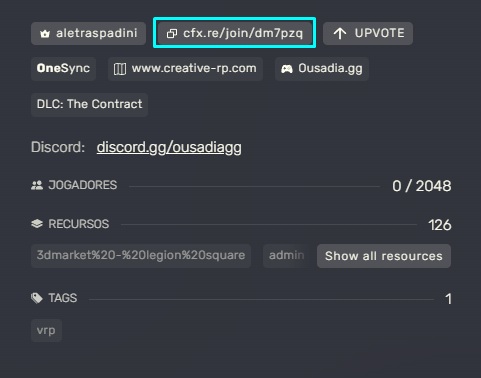 aletraspadini cfx.re/join/dm7pzq UPVOTE
OneSync www.creative-rp.com Ousadia.gg
DLC: The Contract
Discord: discord.gg/ousadiagg
JOGADORES 0 / 2048
RECURSOS 126
3dmarket%20-%20legion%20square admin Show all resources
TAGS 1
vrp